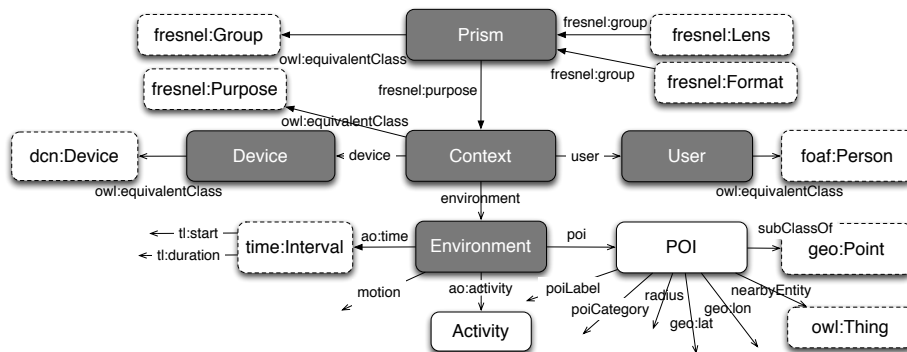 fresnel:Group
owl:equivalentClass
Prism
fresnel:group
fresnel:Lens
fresnel:group
fresnel:Format
fresnel:Purpose
fresnel:purpose
owl:equivalentClass
dcn:Device
owl:equivalentClass
Device
device
Context
user
User
owl:equivalentClass
foaf:Person
environment
tl:start
tl:duration
time:Interval
ao:time
Environment
poi
POI
subClassOf
geo:Point
motion
ao:activity
Activity
poiLabel
poiCategory
radius
geo:lat
geo:lon
nearbyEntity
owl:Thing